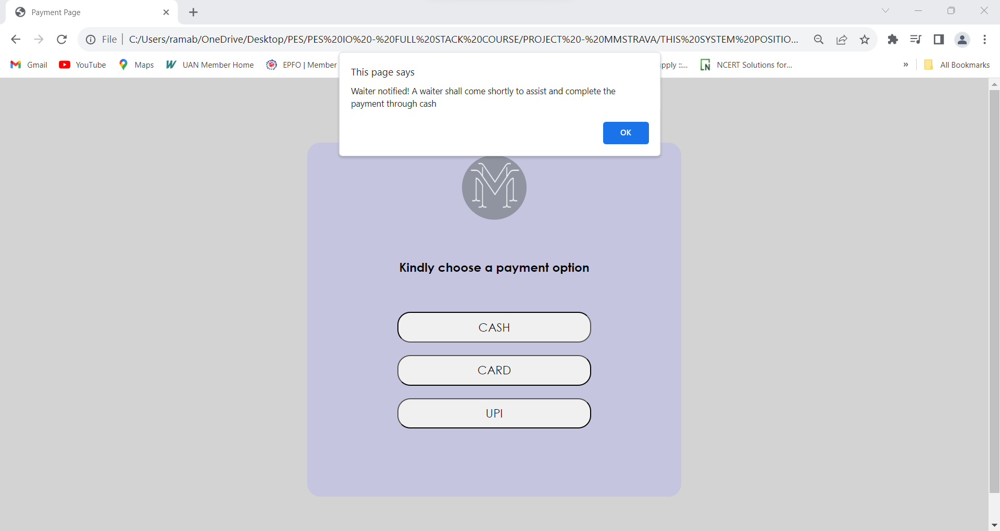 Payment Page
File
C:/Users/ramab/OneDrive/Desktop/PES/PES%20IO%20-%20FULL%20STACK%20COURSE/PROJECT%20-%20MMSTRAVA/THIS%20SYSTEM%20POSITIO...
Gmail YouTube Maps UAN Member Home EPFO | Member pply ::... NCERT Solutions for... » All Bookmarks
This page says
Waiter notified! A waiter shall come shortly to assist and complete the
payment through cash
OK
M
Kindly choose a payment option
CASH
CARD
UPI